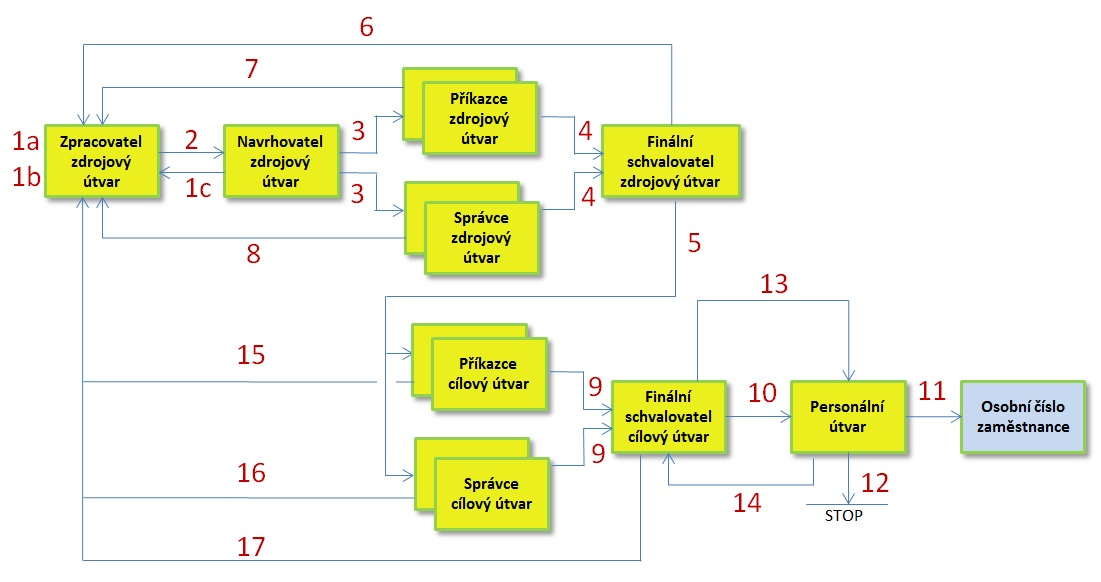 6
7
1a
1b
Zpracovatel
zdrojový
útvar
2
1c
Navrhovatel
zdrojový
útvar
3
3
Příkazce
zdrojový
útvar
Správce
zdrojový
útvar
8
4
4
Finální
schvalovatel
zdrojový útvar
5
13
15
Příkazce
cílový útvar
9
9
Finální
schvalovatel
cílový útvar
10
Personální
útvar
11
Osobní číslo
zaměstnance
16
Správce
cílový útvar
14
12
STOP
17